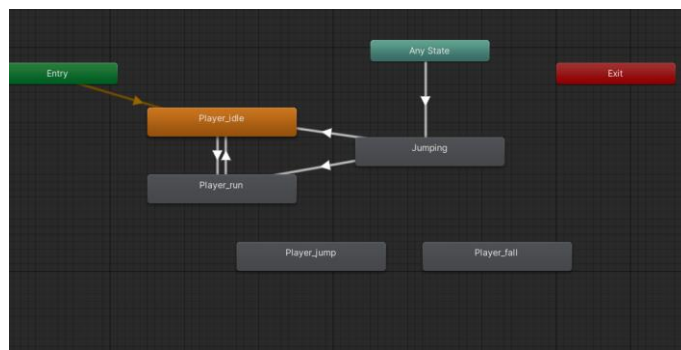 Any State
Entry
Exit
Player_idle
Jumping
Player_run
Player_jump
Player_fall